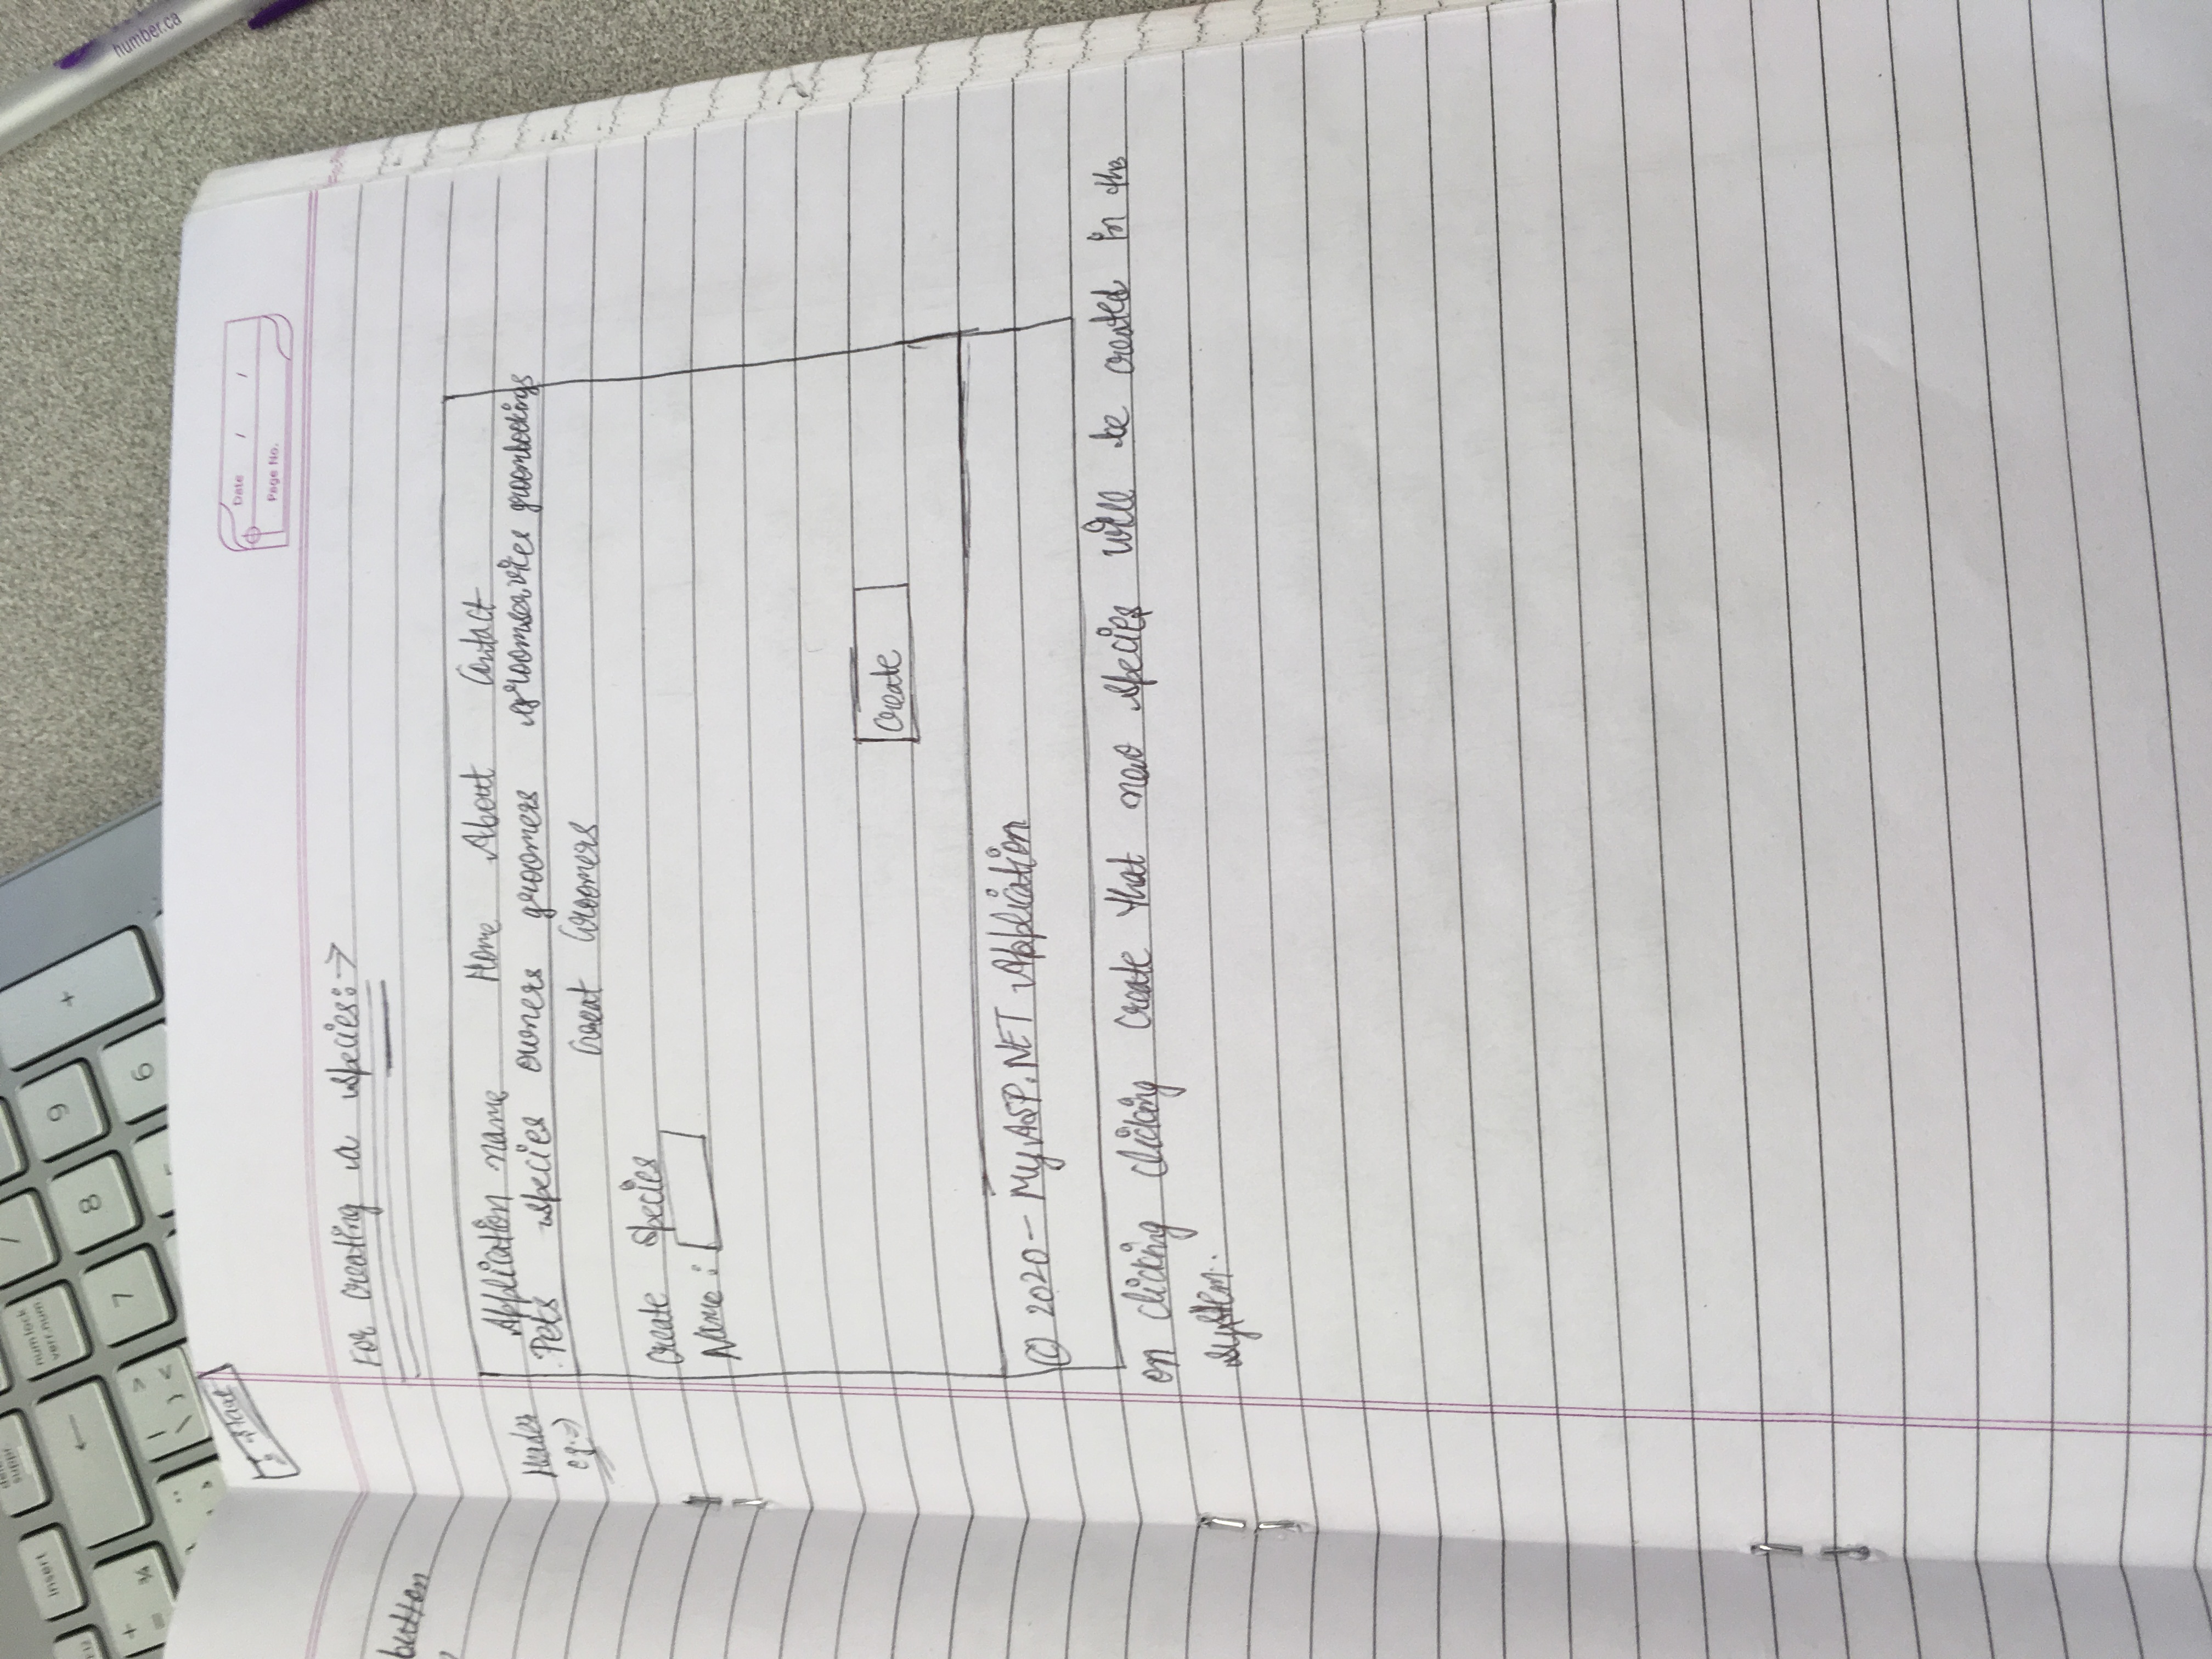 insert
suppr.
numlock
verr.num.
7
8
9
+
6
humber.ca
start
Date / /
Page No.
For creating a species:->
button
Application name Home About Contact
Header
eg:->
Pets species owners groomers groomservices groombookings
Great Groomers
Create Species
Name :
Create
© 2020 - My ASP.NET Application
on clicking clicking create that new species will be created in the
system.